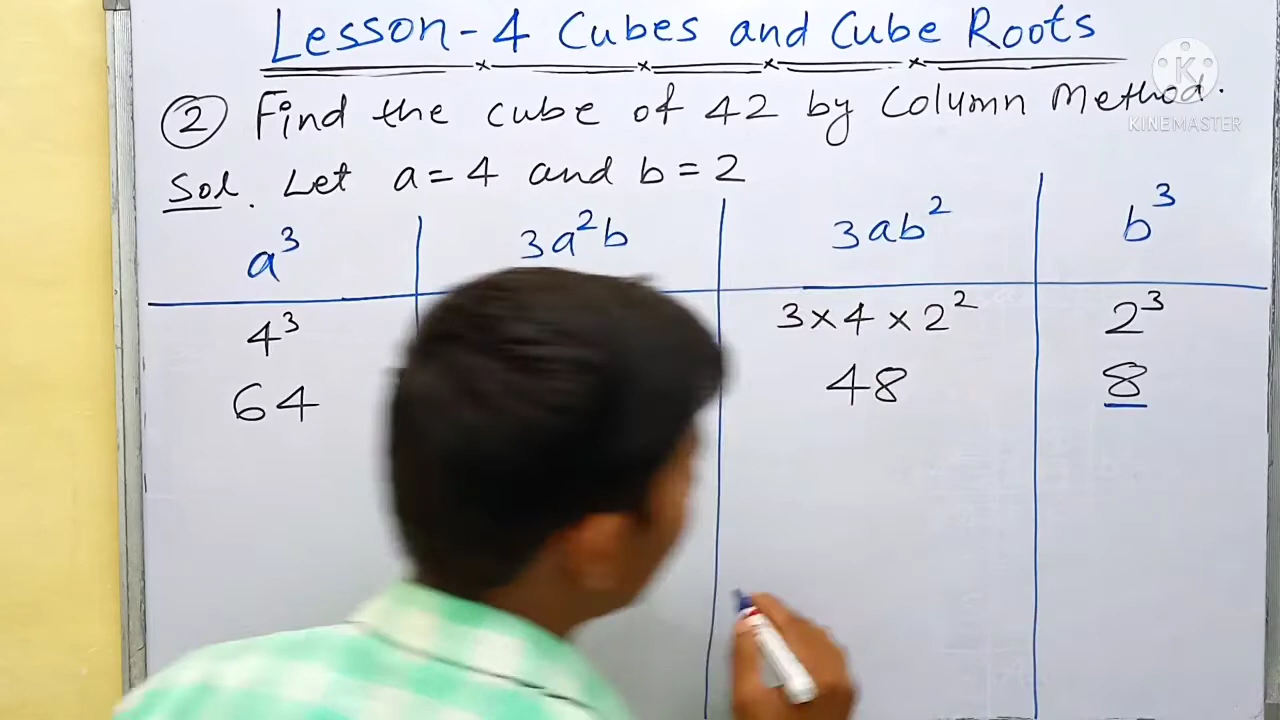 Lesson-4 Cubes and Cube Roots
K
KINEMASTER
② Find the cube of 42 by Column Method.
Sol. Let a=4 and b=2
a³ 3a²b 3ab² b³
4³ 3×4×2² 2³
64 48 8